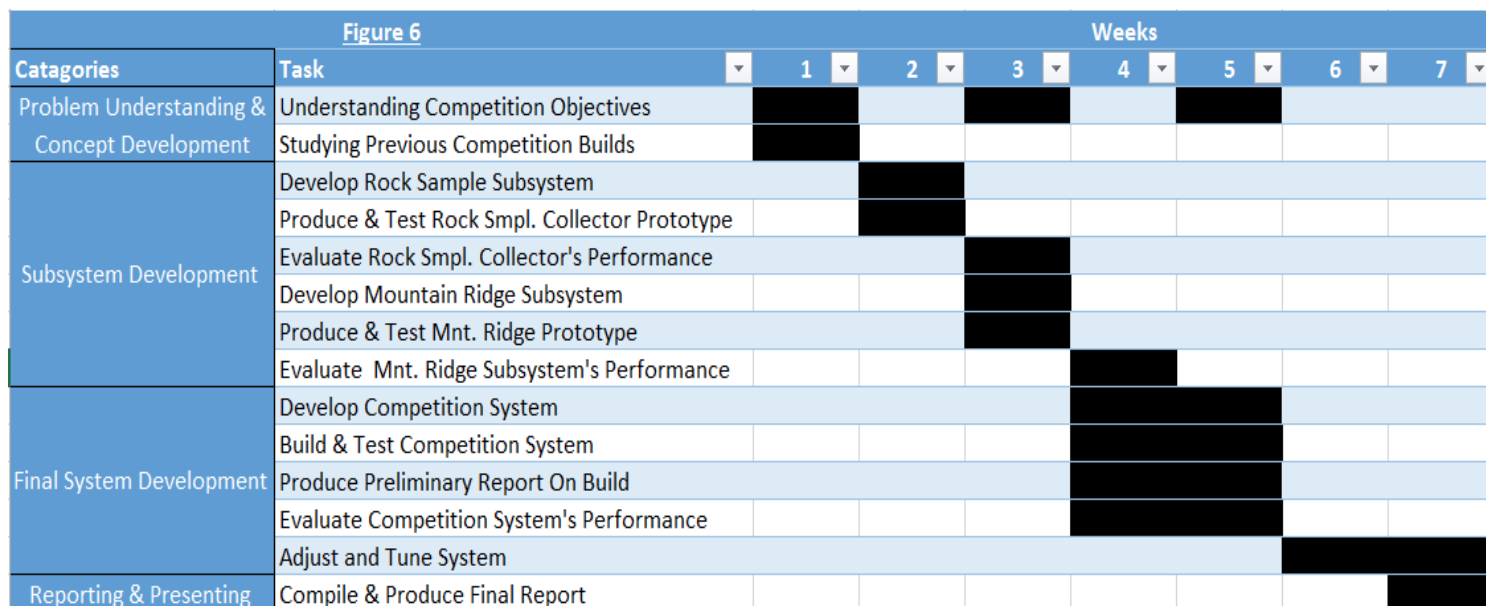 Figure 6 Weeks
Catagories Task 1 2 3 4 5 6 7
Problem Understanding &
Concept Development
Understanding Competition Objectives
Studying Previous Competition Builds
Subsystem Development
Develop Rock Sample Subsystem
Produce & Test Rock Smpl. Collector Prototype
Evaluate Rock Smpl. Collector's Performance
Develop Mountain Ridge Subsystem
Produce & Test Mnt. Ridge Prototype
Evaluate Mnt. Ridge Subsystem's Performance
Final System Development
Develop Competition System
Build & Test Competition System
Produce Preliminary Report On Build
Evaluate Competition System's Performance
Adjust and Tune System
Reporting & Presenting
Compile & Produce Final Report